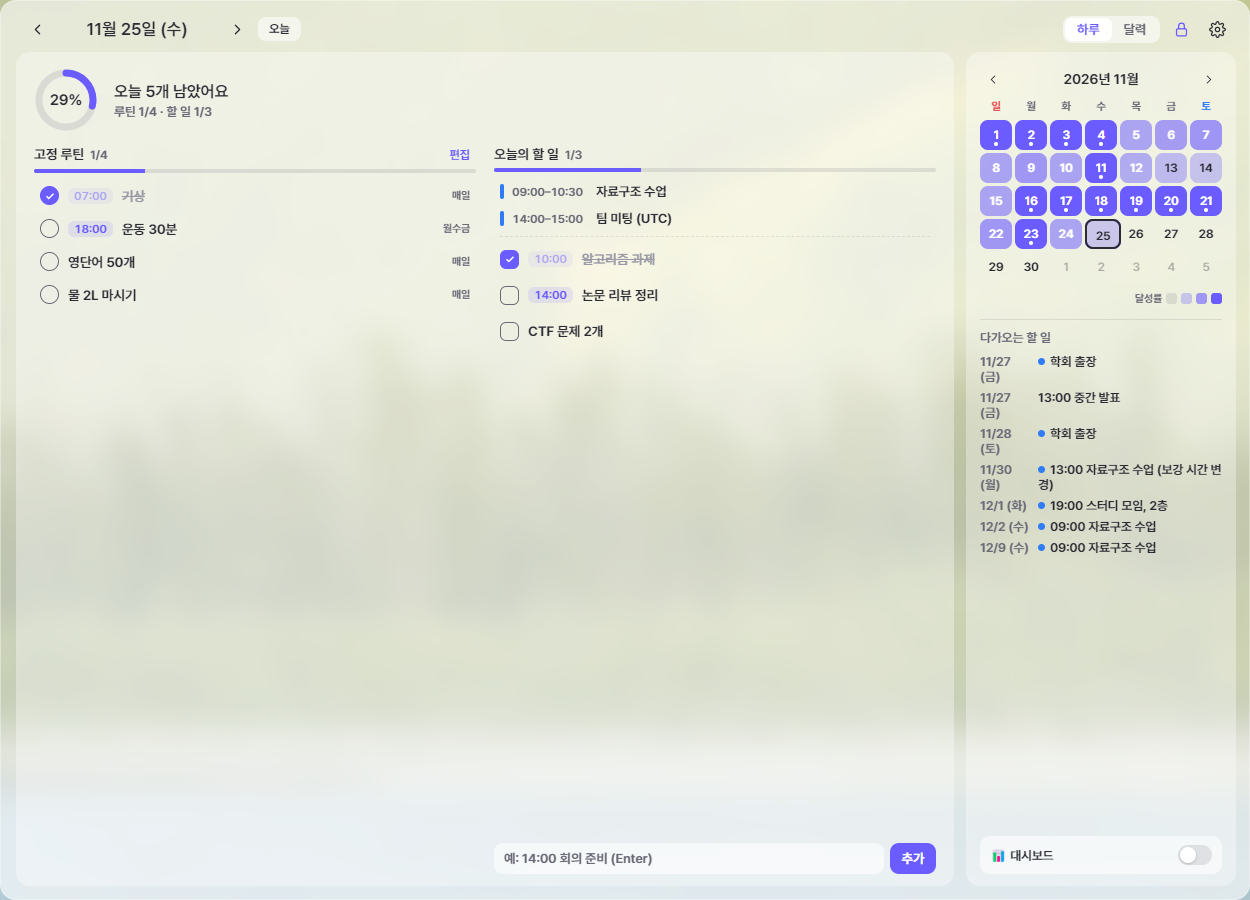 11월 25일 (수)
오늘
하루
달력
29%
오늘 5개 남았어요
루틴 1/4 · 할 일 1/3
고정 루틴 1/4
편집
07:00 기상 매일
18:00 운동 30분 월수금
영단어 50개 매일
물 2L 마시기 매일
오늘의 할 일 1/3
09:00–10:30 자료구조 수업
14:00–15:00 팀 미팅 (UTC)
10:00 알고리즘 과제
14:00 논문 리뷰 정리
CTF 문제 2개
예: 14:00 회의 준비 (Enter)
추가
2026년 11월
일 월 화 수 목 금 토
1 2 3 4 5 6 7
8 9 10 11 12 13 14
15 16 17 18 19 20 21
22 23 24 25 26 27 28
29 30 1 2 3 4 5
달성률
다가오는 할 일
11/27 (금) 학회 출장
11/27 (금) 13:00 중간 발표
11/28 (토) 학회 출장
11/30 (월) 13:00 자료구조 수업 (보강 시간 변경)
12/1 (화) 19:00 스터디 모임, 2층
12/2 (수) 09:00 자료구조 수업
12/9 (수) 09:00 자료구조 수업
대시보드